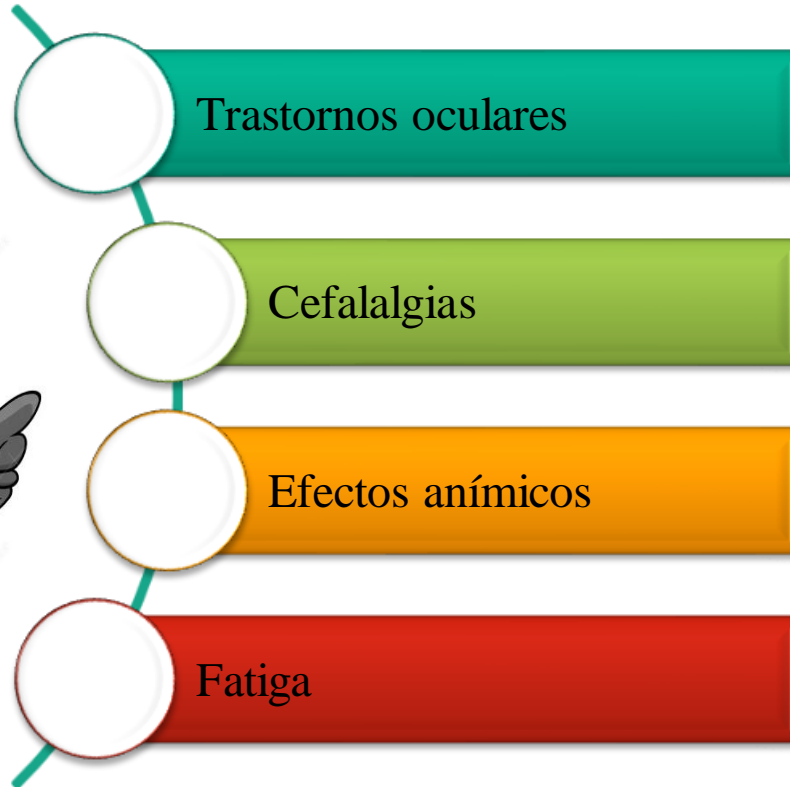 Trastornos oculares
Cefalalgias
Efectos anímicos
Fatiga